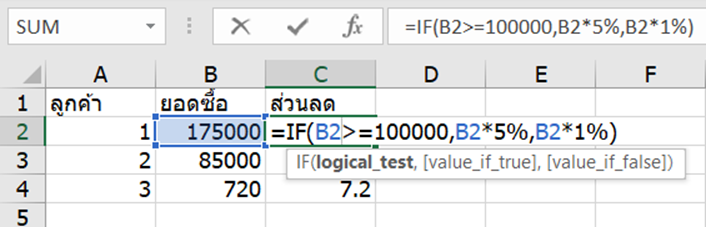 SUM fx =IF(B2>=100000,B2*5%,B2*1%)
A B C D E F
1 ลูกค้า ยอดซื้อ ส่วนลด
2 1 175000 =IF(B2>=100000,B2*5%,B2*1%)
3 2 85000 IF(logical_test, [value_if_true], [value_if_false])
4 3 720 7.2
5